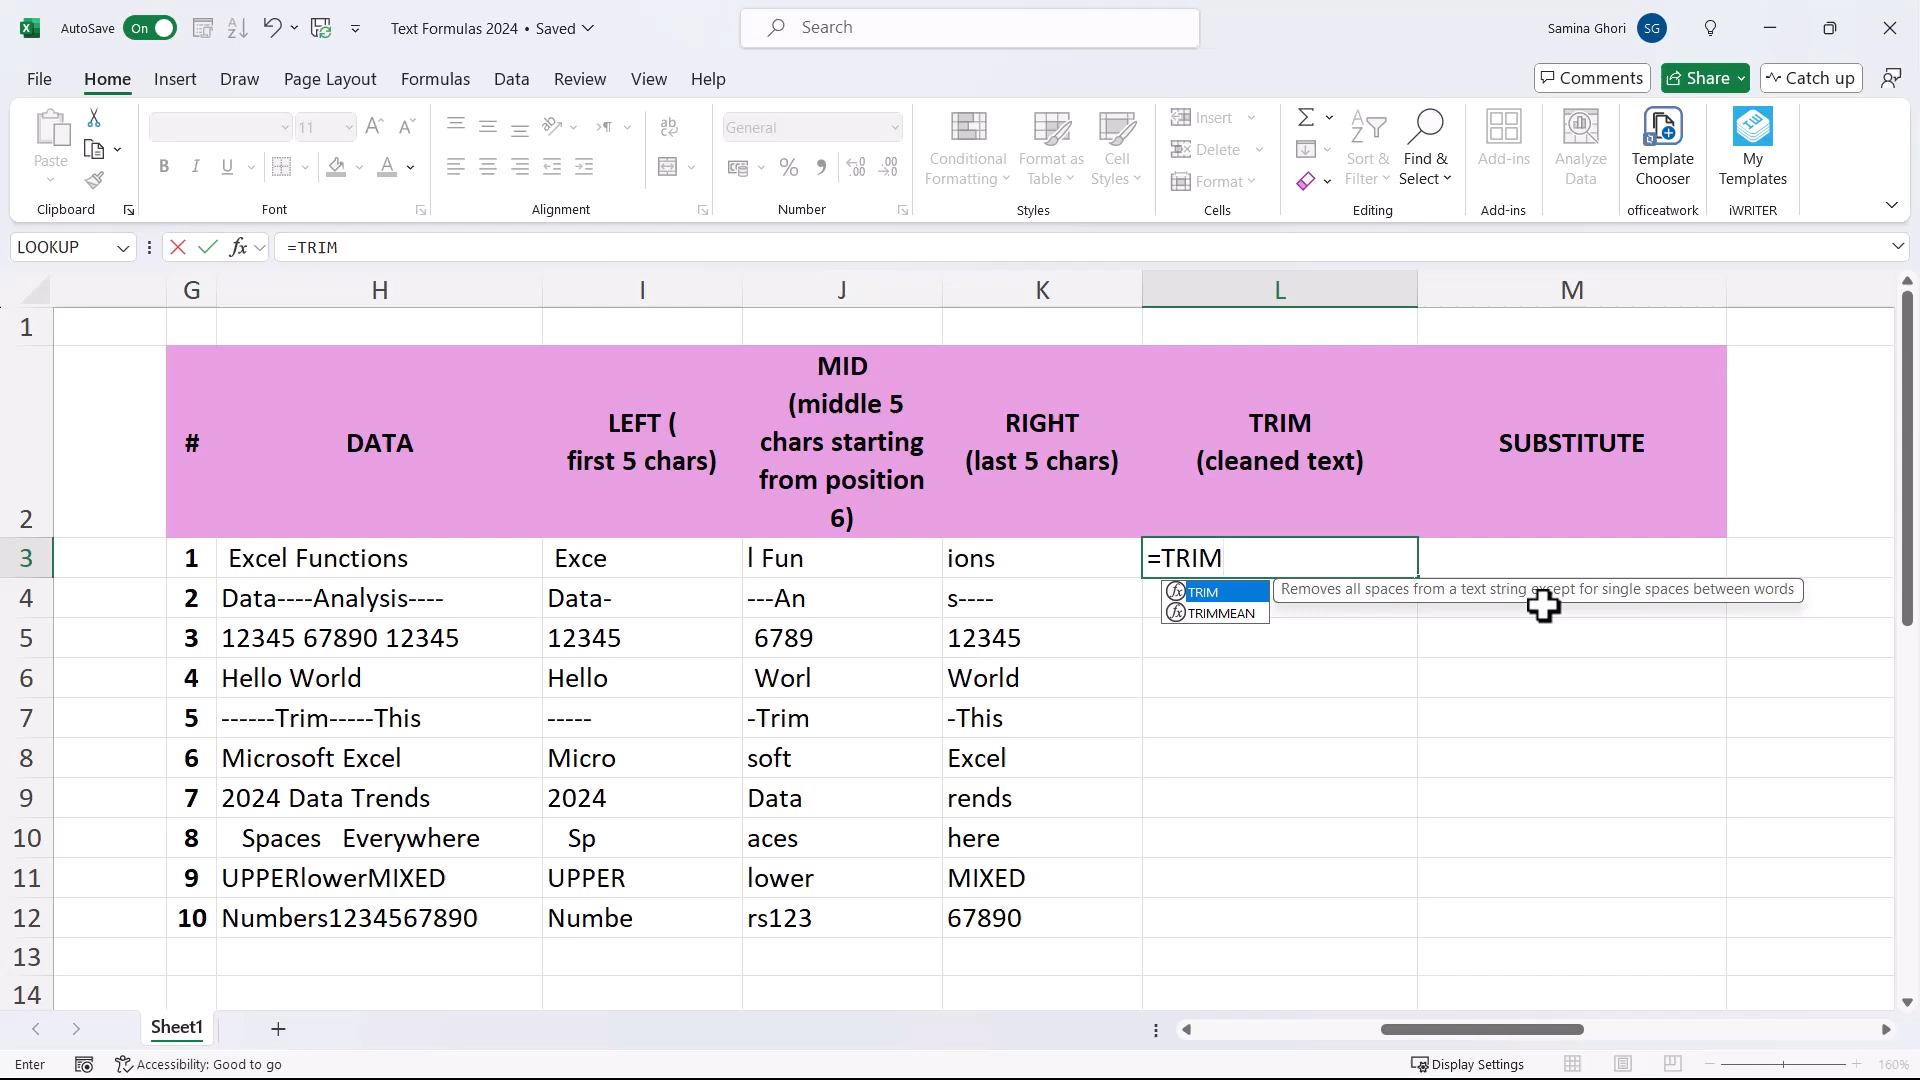 AutoSave On Text Formulas 2024 • Saved Search Samina Ghori SG
File Home Insert Draw Page Layout Formulas Data Review View Help Comments Share Catch up
Paste
11
B I U A
ab
General
% 9 .00
Conditional Formatting
Format as Table
Cell Styles
Insert
Delete
Format
Sort & Filter
Find & Select
Add-ins
Analyze Data
Template Chooser
My Templates
Clipboard Font Alignment Number Styles Cells Editing Add-ins officeatwork iWRITER
LOOKUP fx =TRIM
G H I J K L M
1
2 # DATA LEFT (
first 5 chars) MID
(middle 5
chars starting
from position
6) RIGHT
(last 5 chars) TRIM
(cleaned text) SUBSTITUTE
3 1 Excel Functions Exce l Fun ions =TRIM
TRIM Removes all spaces from a text string except for single spaces between words
TRIMMEAN
4 2 Data----Analysis---- Data- ---An s----
5 3 12345 67890 12345 12345 6789 12345
6 4 Hello World Hello Worl World
7 5 ------Trim-----This ----- -Trim -This
8 6 Microsoft Excel Micro soft Excel
9 7 2024 Data Trends 2024 Data rends
10 8 Spaces Everywhere Sp aces here
11 9 UPPERlowerMIXED UPPER lower MIXED
12 10 Numbers1234567890 Numbe rs123 67890
13
14
Sheet1
Enter Accessibility: Good to go Display Settings 160%